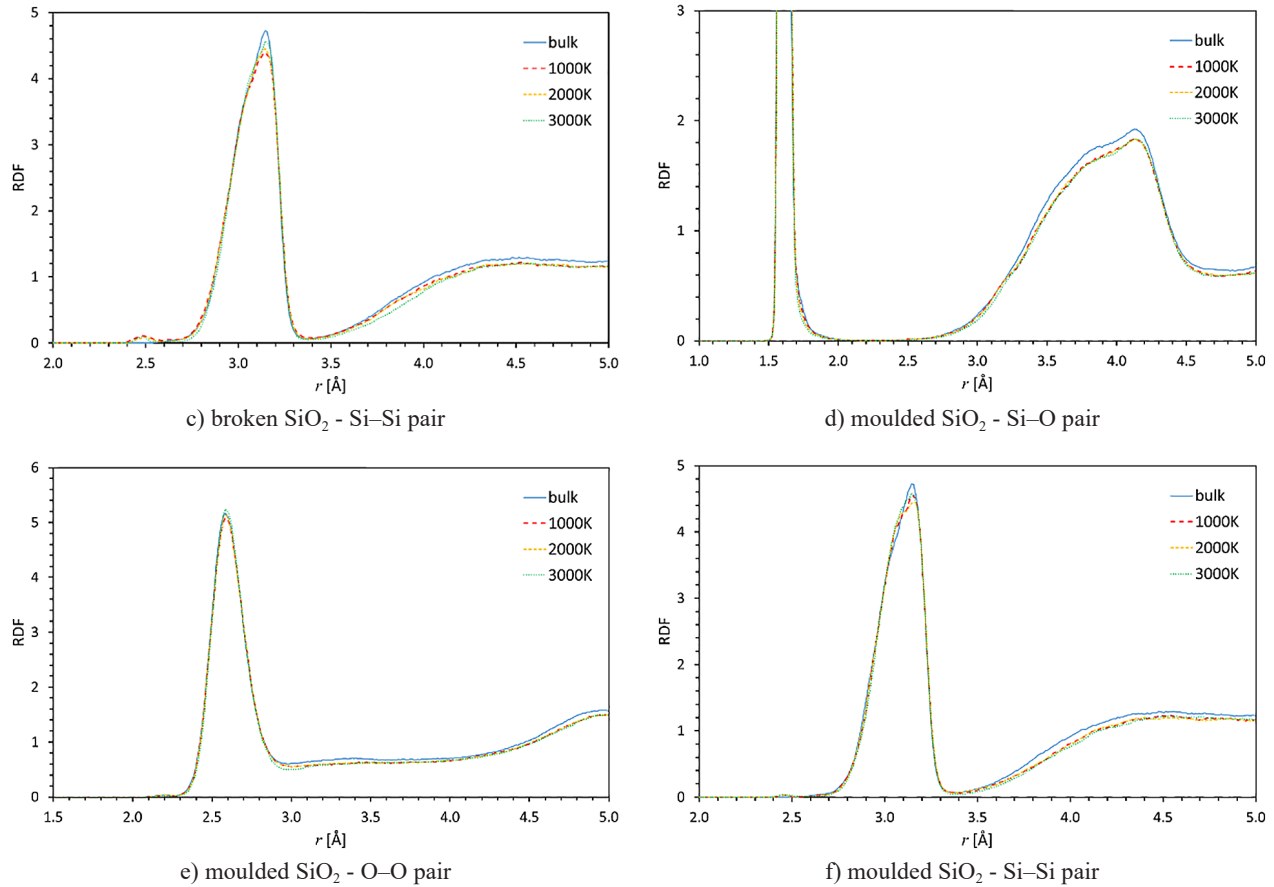 5
4
3
2
1
0
RDF
2.0 2.5 3.0 3.5 4.0 4.5 5.0
r [Å]
bulk
1000K
2000K
3000K
c) broken SiO₂ - Si–Si pair
3
2
1
0
RDF
1.0 1.5 2.0 2.5 3.0 3.5 4.0 4.5 5.0
r [Å]
bulk
1000K
2000K
3000K
d) moulded SiO₂ - Si–O pair
6
5
4
3
2
1
0
RDF
1.5 2.0 2.5 3.0 3.5 4.0 4.5 5.0
r [Å]
bulk
1000K
2000K
3000K
e) moulded SiO₂ - O–O pair
5
4
3
2
1
0
RDF
2.0 2.5 3.0 3.5 4.0 4.5 5.0
r [Å]
bulk
1000K
2000K
3000K
f) moulded SiO₂ - Si–Si pair